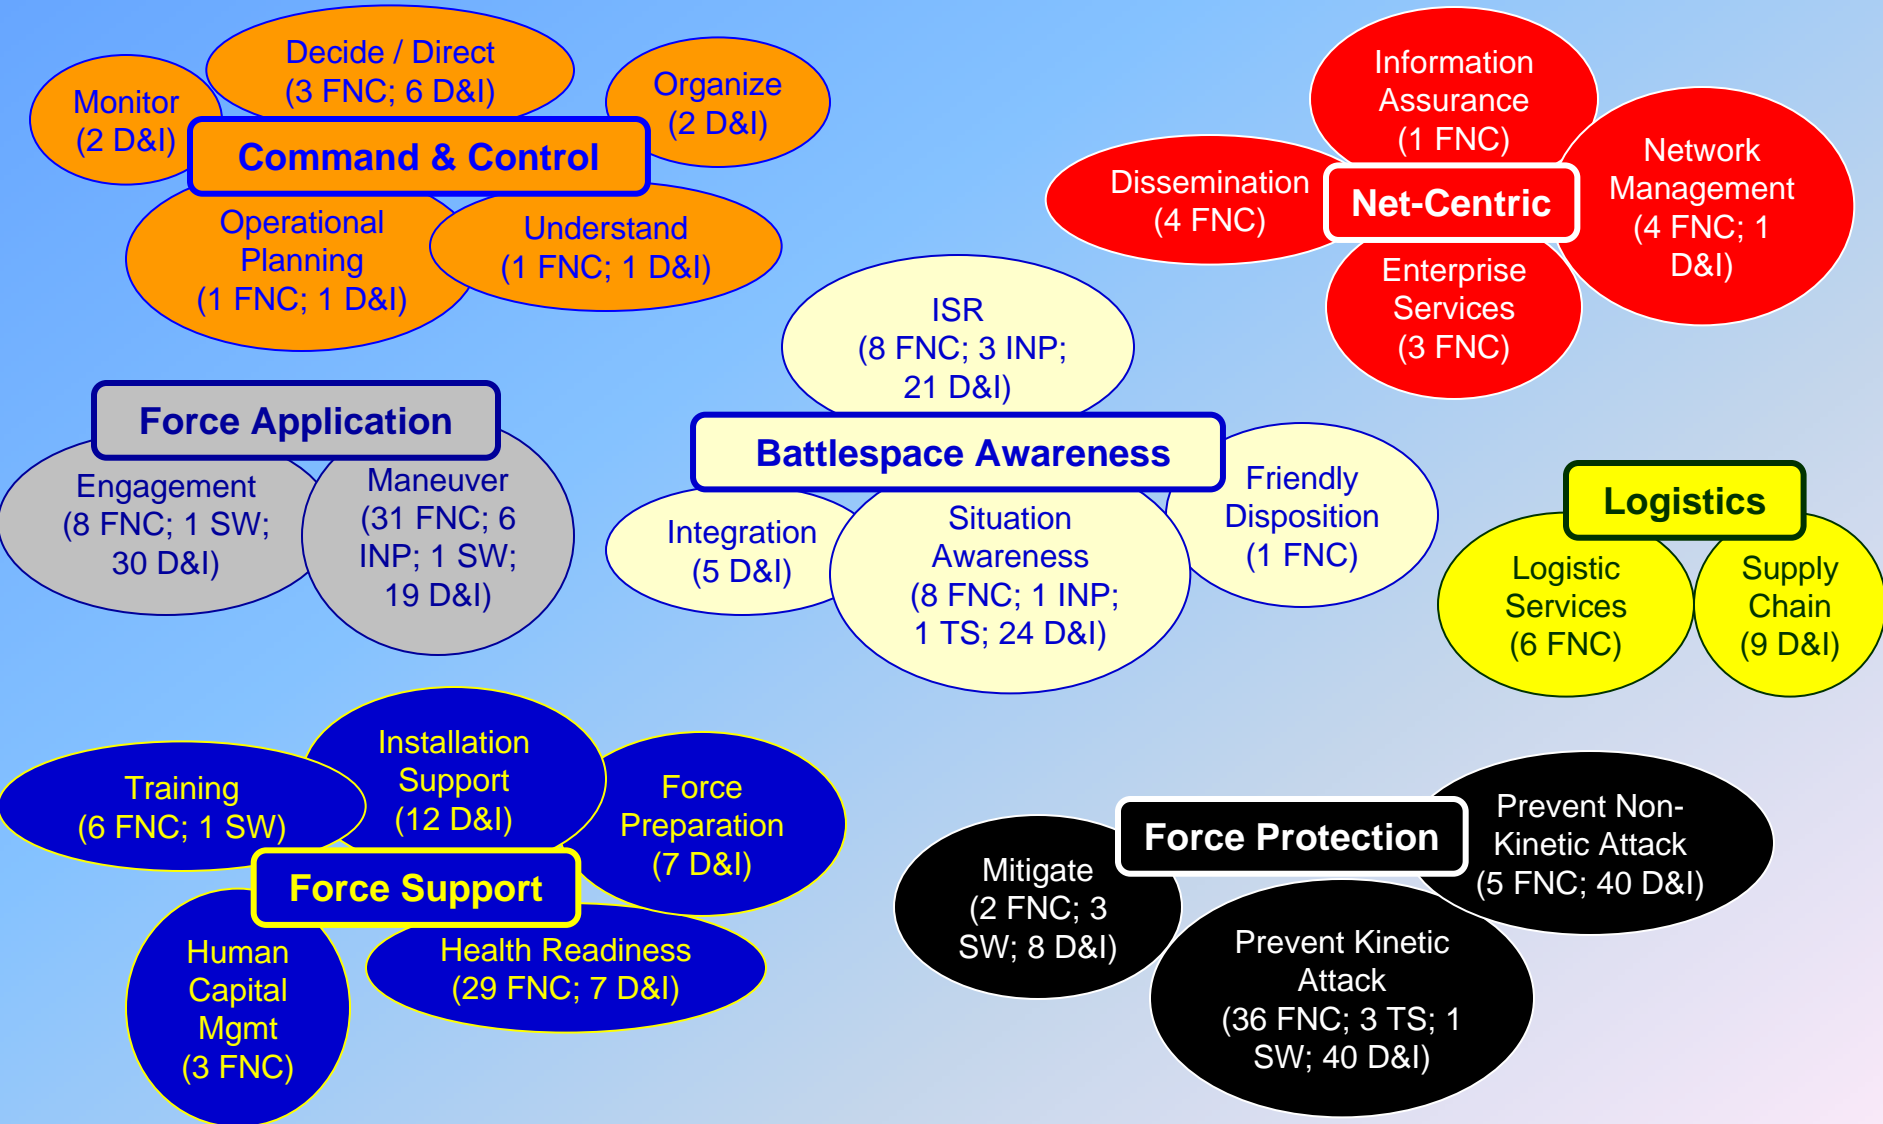 Decide / Direct
(3 FNC; 6 D&I)
Monitor
(2 D&I)
Organize
(2 D&I)
Command & Control
Operational
Planning
(1 FNC; 1 D&I)
Understand
(1 FNC; 1 D&I)
Information
Assurance
(1 FNC)
Dissemination
(4 FNC)
Net-Centric
Network
Management
(4 FNC; 1
D&I)
Enterprise
Services
(3 FNC)
Force Application
Engagement
(8 FNC; 1 SW;
30 D&I)
Maneuver
(31 FNC; 6
INP; 1 SW;
19 D&I)
ISR
(8 FNC; 3 INP;
21 D&I)
Battlespace Awareness
Integration
(5 D&I)
Situation
Awareness
(8 FNC; 1 INP;
1 TS; 24 D&I)
Friendly
Disposition
(1 FNC)
Logistics
Logistic
Services
(6 FNC)
Supply
Chain
(9 D&I)
Training
(6 FNC; 1 SW)
Installation
Support
(12 D&I)
Force
Preparation
(7 D&I)
Force Support
Human
Capital
Mgmt
(3 FNC)
Health Readiness
(29 FNC; 7 D&I)
Force Protection
Mitigate
(2 FNC; 3
SW; 8 D&I)
Prevent Kinetic
Attack
(36 FNC; 3 TS; 1
SW; 40 D&I)
Prevent Non-
Kinetic Attack
(5 FNC; 40 D&I)